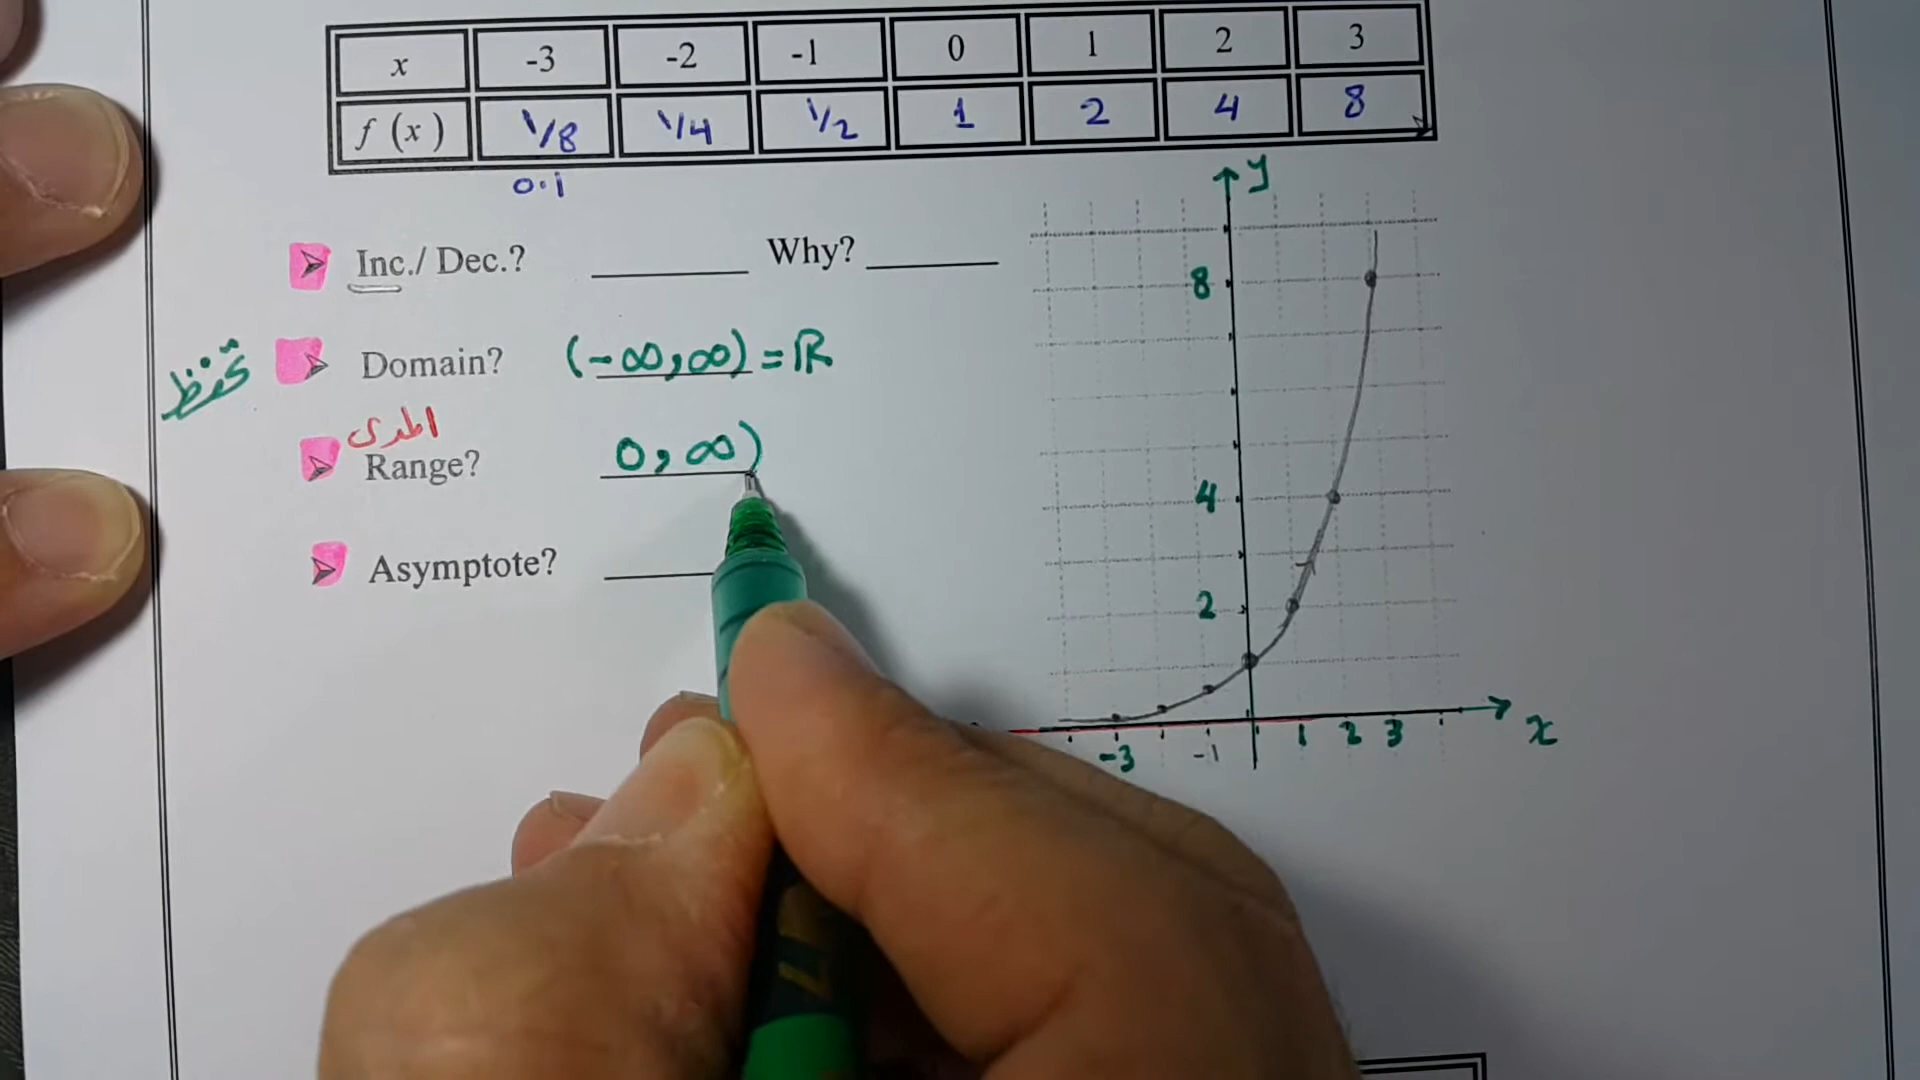 x -3 -2 -1 0 1 2 3
f (x) 1/8 1/4 1/2 1 2 4 8
0.1
Inc./ Dec.? Why?
تحفظ
Domain? (-∞,∞) = ℝ
المدى
Range? 0, ∞)
Asymptote?
y
8
4
2
-3 -1 1 2 3 x